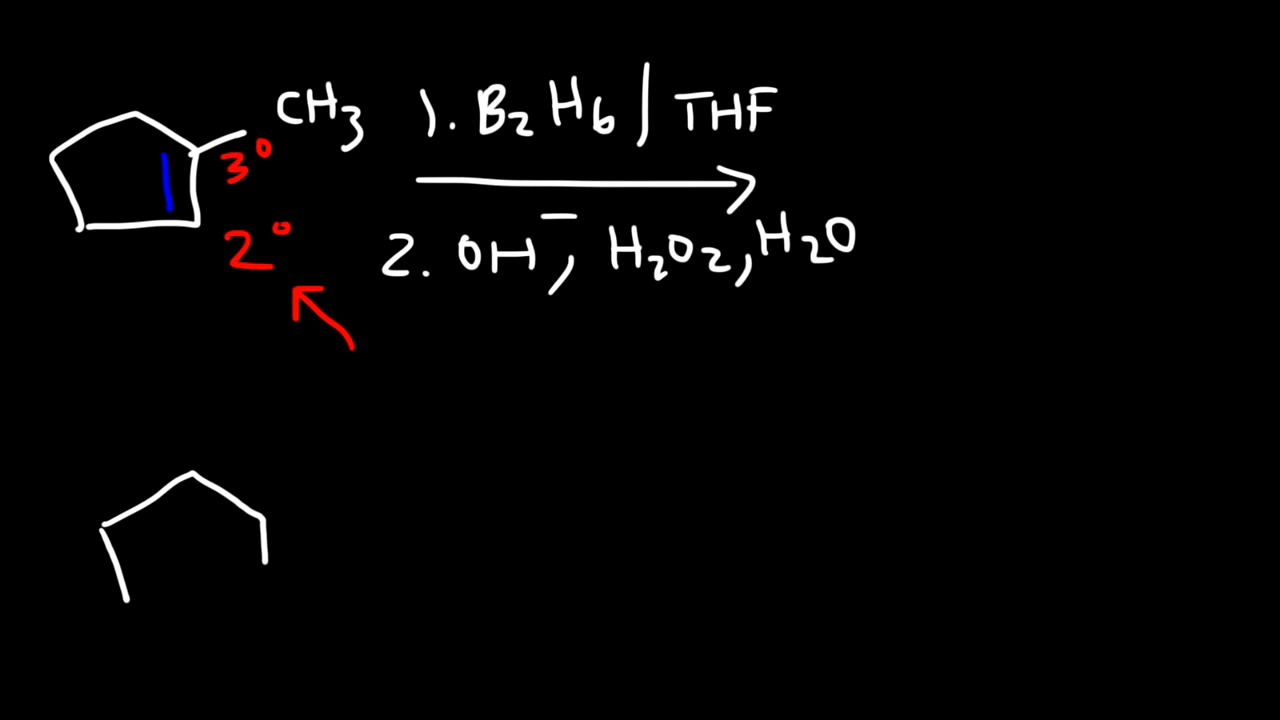 CH₃ 1. B₂H₆ / THF
3°
2° 2. OH⁻, H₂O₂, H₂O